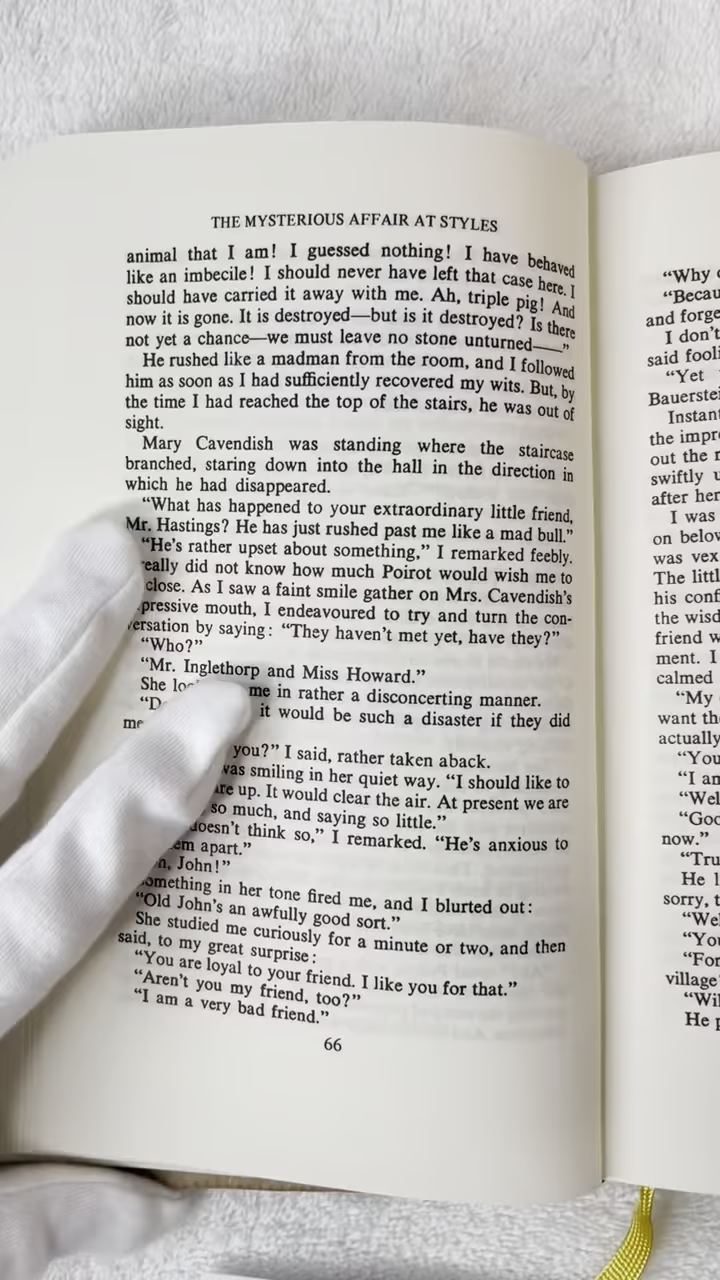 THE MYSTERIOUS AFFAIR AT STYLES
animal that I am! I guessed nothing! I have behaved
like an imbecile! I should never have left that case here. I
should have carried it away with me. Ah, triple pig! And
now it is gone. It is destroyed—but is it destroyed? Is there
not yet a chance—we must leave no stone unturned——”
He rushed like a madman from the room, and I followed
him as soon as I had sufficiently recovered my wits. But, by
the time I had reached the top of the stairs, he was out of
sight.
Mary Cavendish was standing where the staircase
branched, staring down into the hall in the direction in
which he had disappeared.
“What has happened to your extraordinary little friend,
Mr. Hastings? He has just rushed past me like a mad bull.”
“He’s rather upset about something,” I remarked feebly.
really did not know how much Poirot would wish me to
close. As I saw a faint smile gather on Mrs. Cavendish’s
pressive mouth, I endeavoured to try and turn the con-
versation by saying: “They haven’t met yet, have they?”
“Who?”
“Mr. Inglethorp and Miss Howard.”
She me in rather a disconcerting manner.
it would be such a disaster if they did
you?” I said, rather taken aback.
was smiling in her quiet way. “I should like to
up. It would clear the air. At present we are
so much, and saying so little.”
doesn’t think so,” I remarked. “He’s anxious to
apart.”
John!”
Something in her tone fired me, and I blurted out:
“Old John’s an awfully good sort.”
She studied me curiously for a minute or two, and then
said, to my great surprise:
“You are loyal to your friend. I like you for that.”
“Aren’t you my friend, too?”
“I am a very bad friend.”
66
“Why
“Becau
and forge
I don’t
said fooli
“Yet
Bauerstei
Instant
the impre
out the
swiftly u
after her
I was
on below
was vex
The littl
his conf
the wisd
friend w
ment. I
calmed
“My
want th
actually
“You
“I am
“Wel
“Goo
now.”
“Tru
He l
sorry, t
“We
“You
“For
village
“Wil
He p